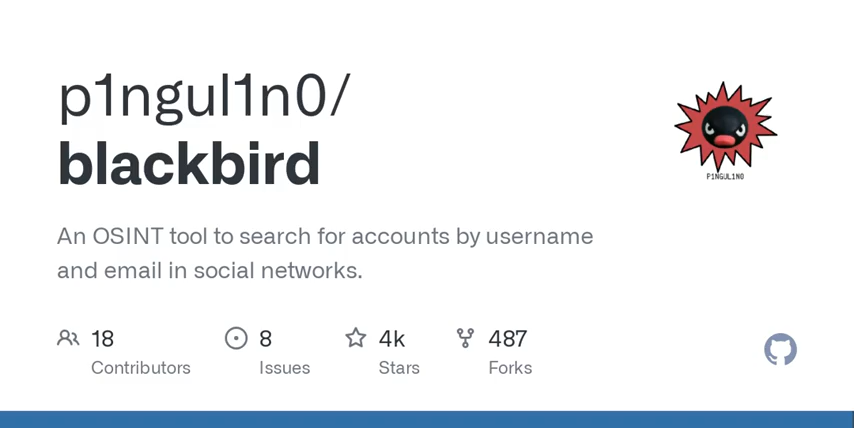 p1ngul1n0/
blackbird
P1NGUL1N0
An OSINT tool to search for accounts by username
and email in social networks.
18
Contributors
8
Issues
4k
Stars
487
Forks